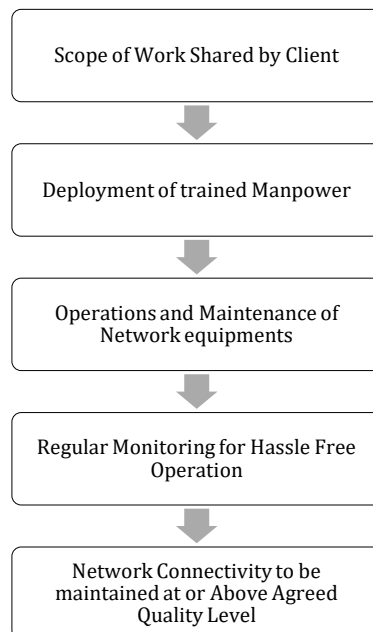 Scope of Work Shared by Client
Deployment of trained Manpower
Operations and Maintenance of
Network equipments
Regular Monitoring for Hassle Free
Operation
Network Connectivity to be
maintained at or Above Agreed
Quality Level